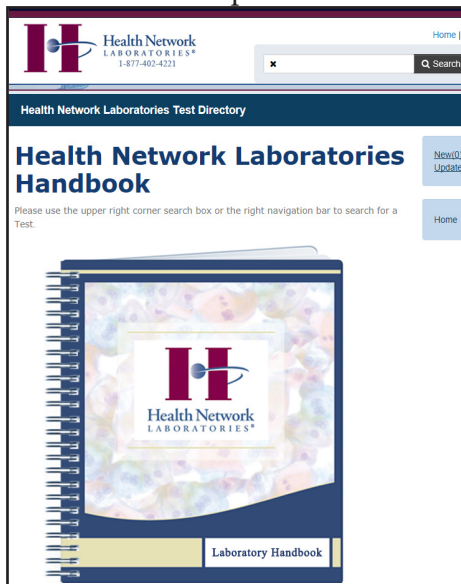 Health Network
LABORATORIES®
1-877-402-4221
Home |
x
Search
Health Network Laboratories Test Directory
Health Network Laboratories
Handbook
Please use the upper right corner search box or the right navigation bar to search for a
Test.
New(0
Update
Home
Health Network
LABORATORIES®
Laboratory Handbook